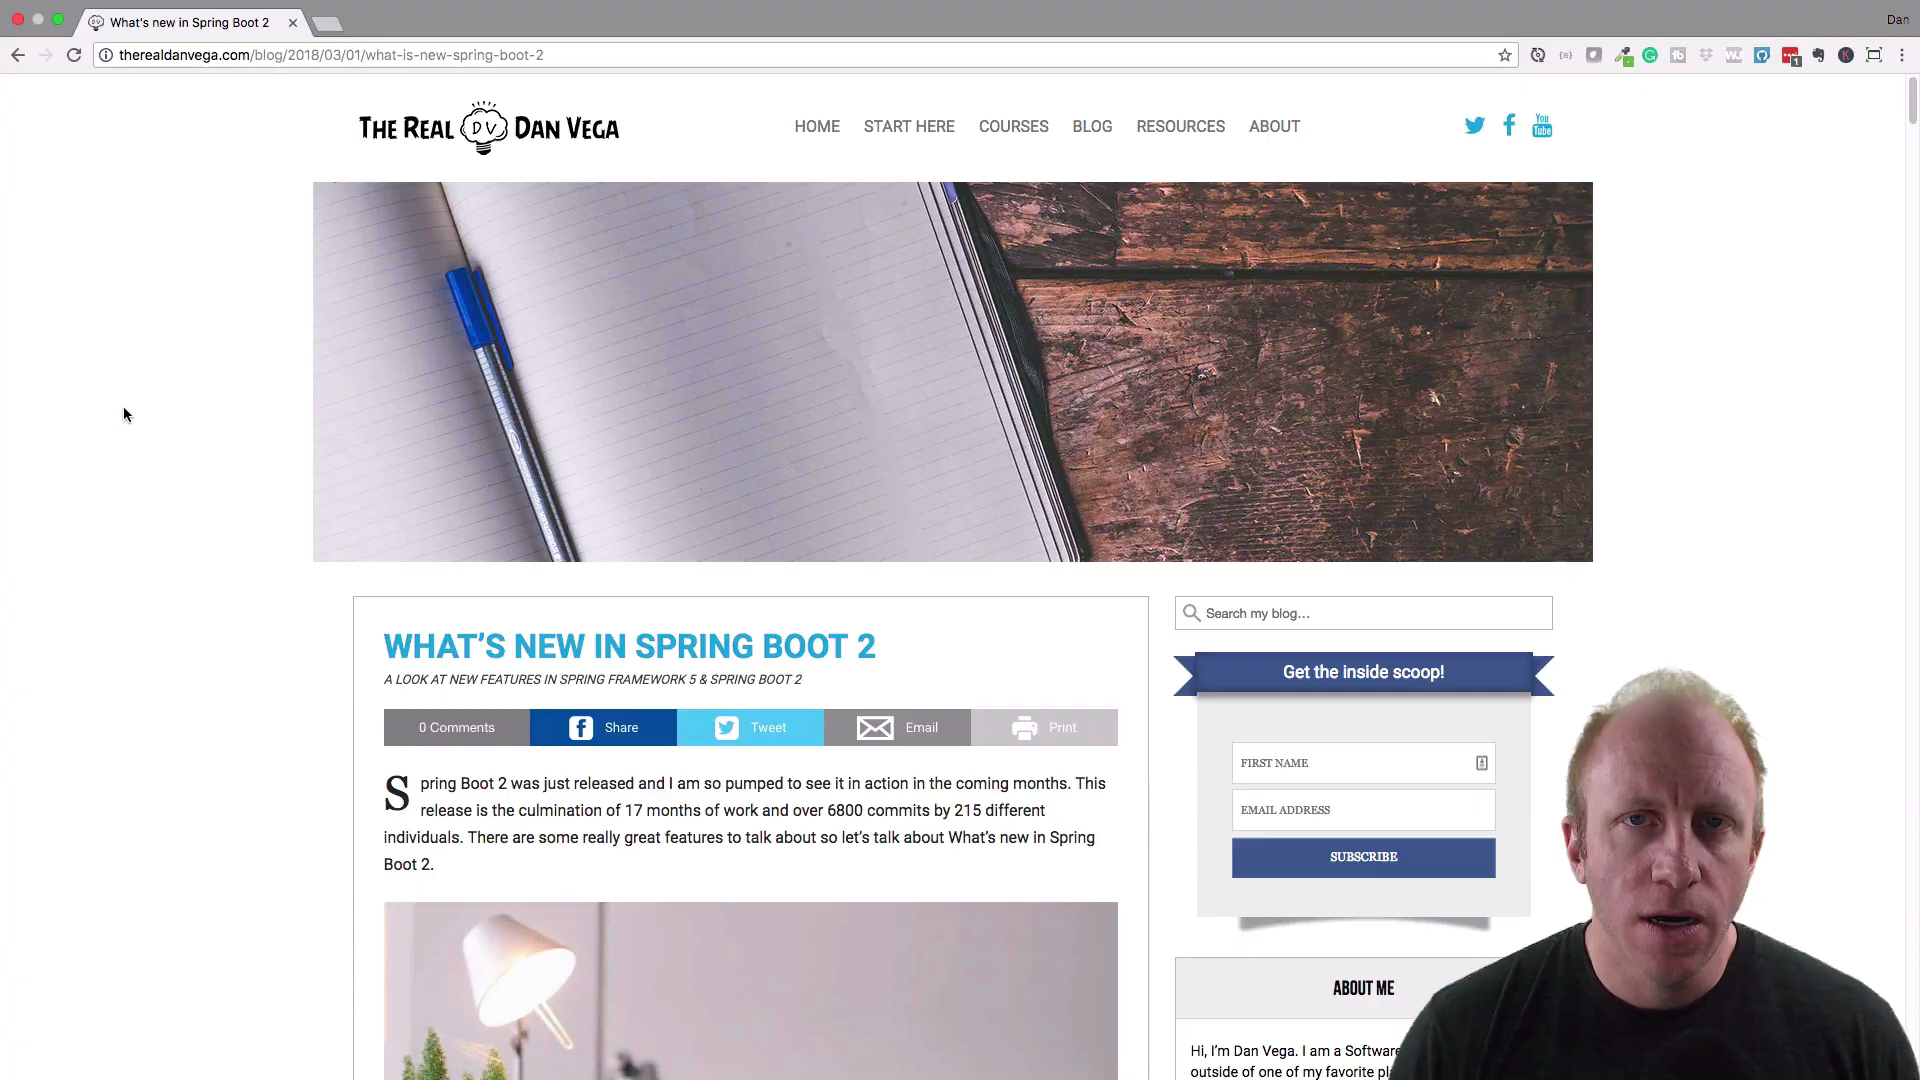 What's new in Spring Boot 2
Dan
therealdanvega.com/blog/2018/03/01/what-is-new-spring-boot-2
THE REAL DV DAN VEGA
HOME START HERE COURSES BLOG RESOURCES ABOUT
You Tube
WHAT'S NEW IN SPRING BOOT 2
A LOOK AT NEW FEATURES IN SPRING FRAMEWORK 5 & SPRING BOOT 2
0 Comments Share Tweet Email Print
Spring Boot 2 was just released and I am so pumped to see it in action in the coming months. This
release is the culmination of 17 months of work and over 6800 commits by 215 different
individuals. There are some really great features to talk about so let's talk about What's new in Spring
Boot 2.
Search my blog...
Get the inside scoop!
FIRST NAME
EMAIL ADDRESS
SUBSCRIBE
ABOUT ME
Hi, I'm Dan Vega. I am a Software
outside of one of my favorite